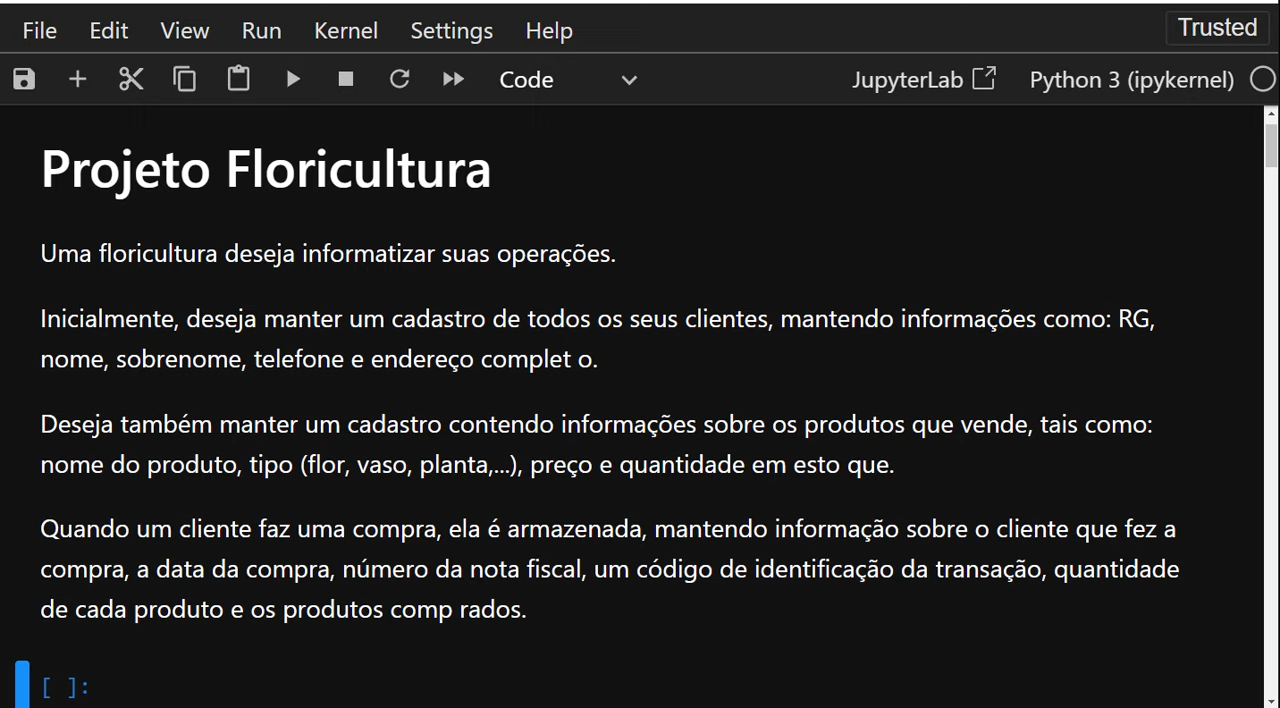 File Edit View Run Kernel Settings Help Trusted
Code JupyterLab Python 3 (ipykernel)
Projeto Floricultura
Uma floricultura deseja informatizar suas operações.
Inicialmente, deseja manter um cadastro de todos os seus clientes, mantendo informações como: RG,
nome, sobrenome, telefone e endereço complet o.
Deseja também manter um cadastro contendo informações sobre os produtos que vende, tais como:
nome do produto, tipo (flor, vaso, planta,...), preço e quantidade em esto que.
Quando um cliente faz uma compra, ela é armazenada, mantendo informação sobre o cliente que fez a
compra, a data da compra, número da nota fiscal, um código de identificação da transação, quantidade
de cada produto e os produtos comp rados.
[ ]: